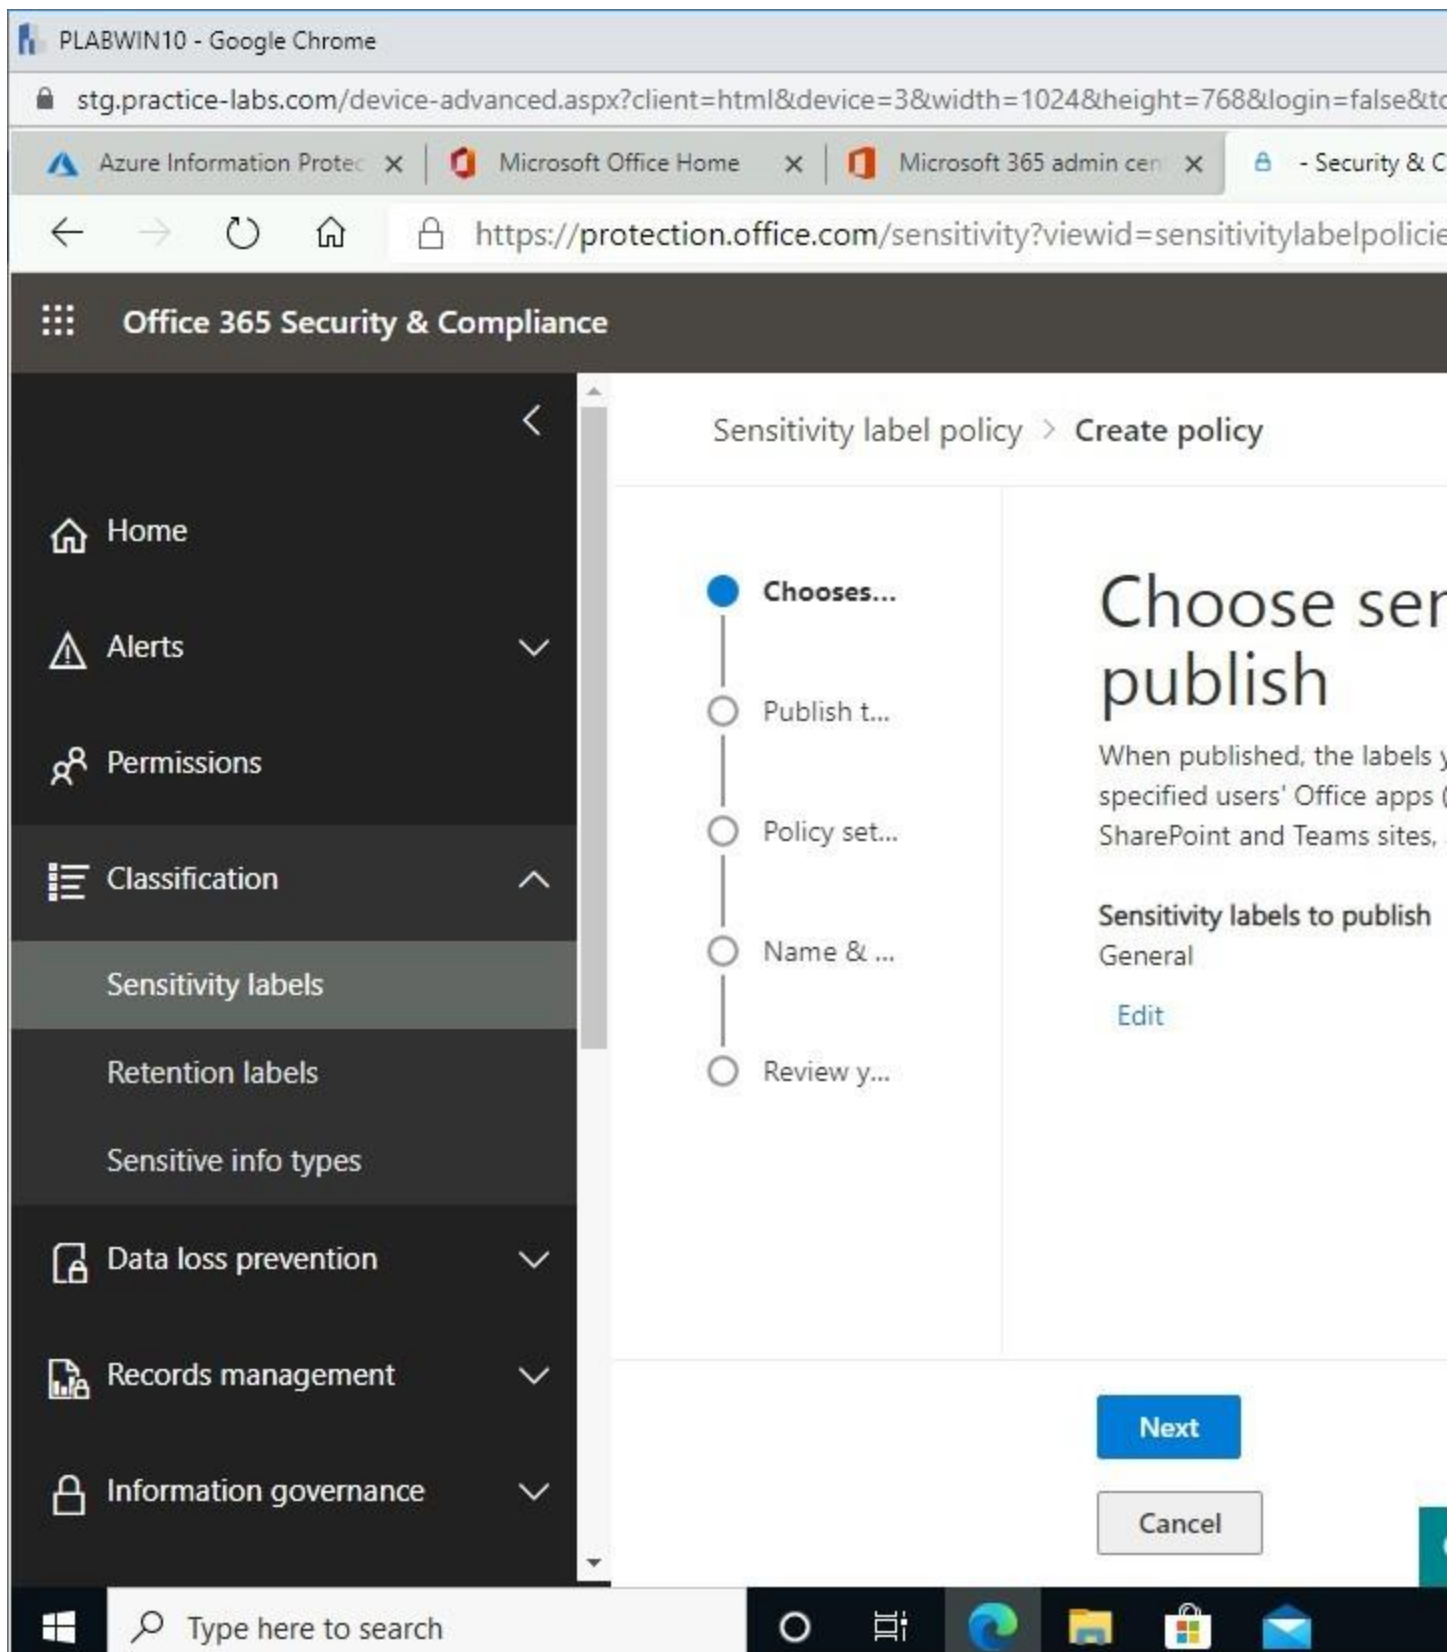 PLABWIN10 - Google Chrome
stg.practice-labs.com/device-advanced.aspx?client=html&device=3&width=1024&height=768&login=false&to
Azure Information Protec
Microsoft Office Home
Microsoft 365 admin cen
- Security & C
https://protection.office.com/sensitivity?viewid=sensitivitylabelpolicie
Office 365 Security & Compliance
Sensitivity label policy > Create policy
Home
Alerts
Permissions
Classification
Sensitivity labels
Retention labels
Sensitive info types
Data loss prevention
Records management
Information governance
Chooses...
Publish t...
Policy set...
Name & ...
Review y...
Choose sen
publish
When published, the labels y
specified users' Office apps (
SharePoint and Teams sites,
Sensitivity labels to publish
General
Edit
Next
Cancel
Type here to search